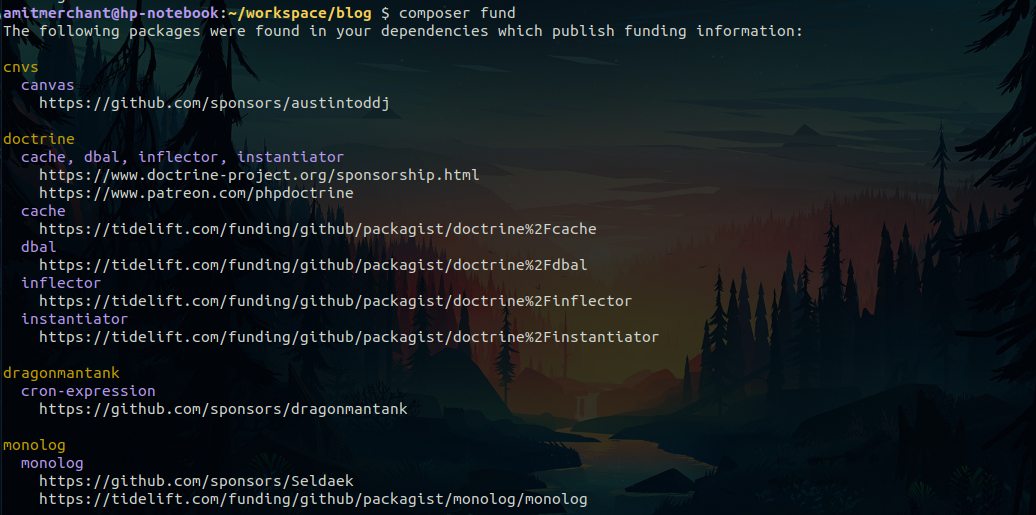 amitmerchant@hp-notebook:~/workspace/blog $ composer fund
The following packages were found in your dependencies which publish funding information:
cnvs
canvas
https://github.com/sponsors/austintoddj
doctrine
cache, dbal, inflector, instantiator
https://www.doctrine-project.org/sponsorship.html
https://www.patreon.com/phpdoctrine
cache
https://tidelift.com/funding/github/packagist/doctrine%2Fcache
dbal
https://tidelift.com/funding/github/packagist/doctrine%2Fdbal
inflector
https://tidelift.com/funding/github/packagist/doctrine%2Finflector
instantiator
https://tidelift.com/funding/github/packagist/doctrine%2Finstantiator
dragonmantank
cron-expression
https://github.com/sponsors/dragonmantank
monolog
monolog
https://github.com/sponsors/Seldaek
https://tidelift.com/funding/github/packagist/monolog/monolog